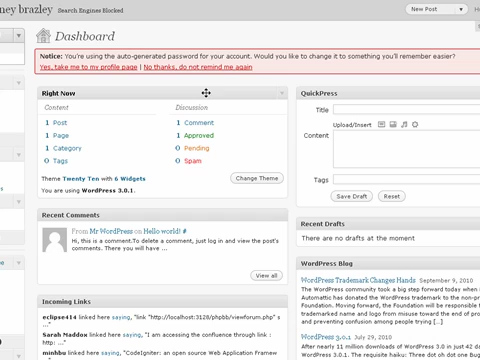 ney brazley
Search Engines Blocked
New Post
Dashboard
Notice: You're using the auto-generated password for your account. Would you like to change it to something you'll remember easier?
Yes, take me to my profile page | No thanks, do not remind me again
Right Now
Content
Discussion
1 Post
1 Comment
1 Page
1 Approved
1 Category
0 Pending
0 Tags
0 Spam
Theme Twenty Ten with 6 Widgets
Change Theme
You are using WordPress 3.0.1.
Recent Comments
From Mr WordPress on Hello world! #
Hi, this is a comment.To delete a comment, just log in and view the post's
comments. There you will have ...
View all
Incoming Links
eclipse414 linked here saying, "link "http://localhost:3128/phpbb/viewforum.php" s
..."
Sarah Maddox linked here saying, "I am accessing the confluence through link
: http: ..."
minhbu linked here saying, "CodeIgniter: an open source Web Application Framew
QuickPress
Title
Upload/Insert
Content
Tags
Save Draft
Reset
Recent Drafts
There are no drafts at the moment
WordPress Blog
WordPress Trademark Changes Hands September 9, 2010
The WordPress community took a big step forward today when
Automattic has donated the WordPress trademark to the non-pr
Foundation. Moving forward, the Foundation will be responsible f
trademarked name and logo from misuse toward the end of pro
and preventing confusion among people trying [...]
WordPress 3.0.1 July 29, 2010
After nearly 11 million downloads of WordPress 3.0 in just 42 da
WordPress 3.0.1. The requisite haiku: Three dot oh dot one Bug